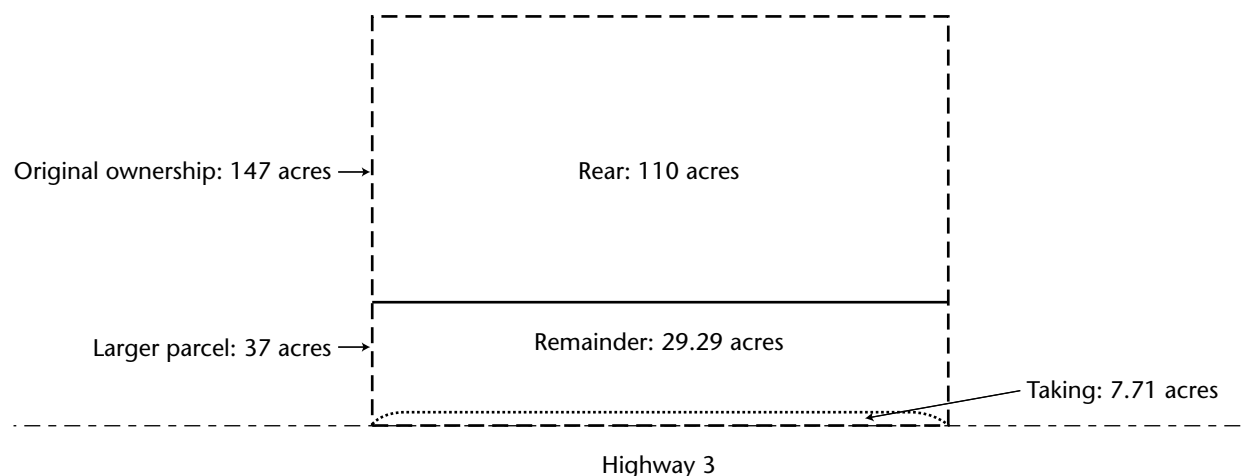 Original ownership: 147 acres
Rear: 110 acres
Larger parcel: 37 acres
Remainder: 29.29 acres
Taking: 7.71 acres
Highway 3